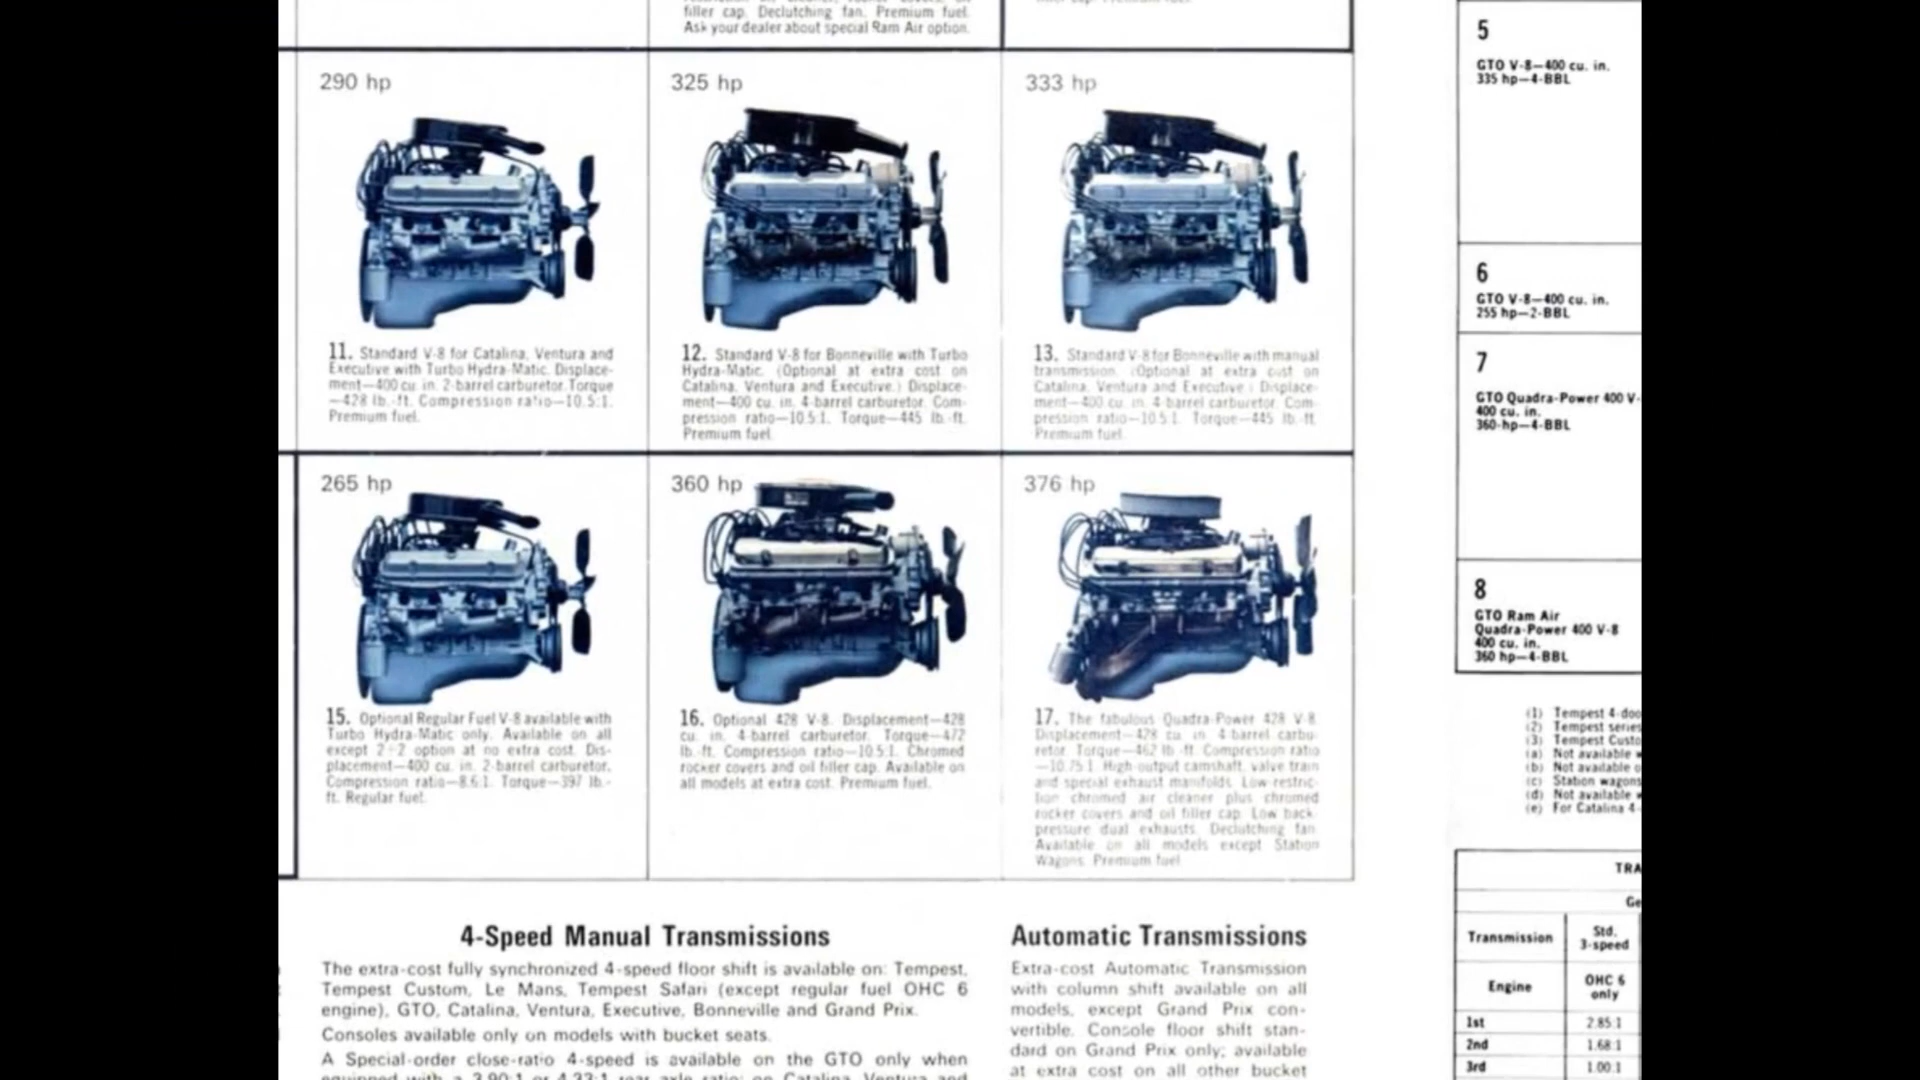 filler cap. Declutching fan. Premium fuel.
Ask your dealer about special Ram Air option.
290 hp
11. Standard V-8 for Catalina, Ventura and
Executive with Turbo Hydra-Matic. Displace-
ment—400 cu. in. 2-barrel carburetor. Torque
—428 lb.-ft. Compression ratio—10.5:1.
Premium fuel.
325 hp
12. Standard V-8 for Bonneville with Turbo
Hydra-Matic. (Optional at extra cost on
Catalina, Ventura and Executive.) Displace-
ment—400 cu. in. 4-barrel carburetor. Com-
pression ratio—10.5:1. Torque—445 lb.-ft.
Premium fuel.
333 hp
13. Standard V-8 for Bonneville with manual
transmission. (Optional at extra cost on
Catalina, Ventura and Executive.) Displace-
ment—400 cu. in. 4-barrel carburetor. Com-
pression ratio—10.5:1. Torque—445 lb.-ft.
Premium fuel.
265 hp
15. Optional Regular Fuel V-8 available with
Turbo Hydra-Matic only. Available on all
except 2+2 option at no extra cost. Dis-
placement—400 cu. in. 2-barrel carburetor.
Compression ratio—8.6:1. Torque—397 lb.-
ft. Regular fuel.
360 hp
16. Optional 428 V-8. Displacement—428
cu. in. 4-barrel carburetor. Torque—472
lb.-ft. Compression ratio—10.5:1. Chromed
rocker covers and oil filler cap. Available on
all models at extra cost. Premium fuel.
376 hp
17. The fabulous Quadra-Power 428 V-8.
Displacement—428 cu. in. 4-barrel carbu-
retor. Torque—462 lb.-ft. Compression ratio
—10.75:1. High-output camshaft, valve train
and special exhaust manifolds. Low-restric-
tion chromed air cleaner plus chromed
rocker covers and oil filler cap. Low back
pressure dual exhausts. Declutching fan.
Available on all models except Station
Wagons. Premium fuel.
4-Speed Manual Transmissions
The extra-cost fully synchronized 4-speed floor shift is available on: Tempest,
Tempest Custom, Le Mans, Tempest Safari (except regular fuel OHC 6
engine), GTO, Catalina, Ventura, Executive, Bonneville and Grand Prix.
Consoles available only on models with bucket seats.
A Special-order close-ratio 4-speed is available on the GTO only when
equipped with a 3.90:1 or 4.33:1 rear axle ratio; on Catalina, Ventura and
Automatic Transmissions
Extra-cost Automatic Transmission
with column shift available on all
models, except Grand Prix con-
vertible. Console floor shift stan-
dard on Grand Prix only; available
at extra cost on all other bucket
5
GTO V-8—400 cu. in.
335 hp—4-BBL
6
GTO V-8—400 cu. in.
255 hp—2-BBL
7
GTO Quadra-Power 400 V-
400 cu. in.
360-hp—4-BBL
8
GTO Ram Air
Quadra-Power 400 V-8
400 cu. in.
360 hp—4-BBL
(1) Tempest 4-doo
(2) Tempest series
(3) Tempest Custo
(a) Not available
(b) Not available
(c) Station wagons
(d) Not available
(e) For Catalina 4-
TRA
Ge
Transmission Std. 3-speed
Engine OHC 6 only
1st 2.85:1
2nd 1.68:1
3rd 1.00:1